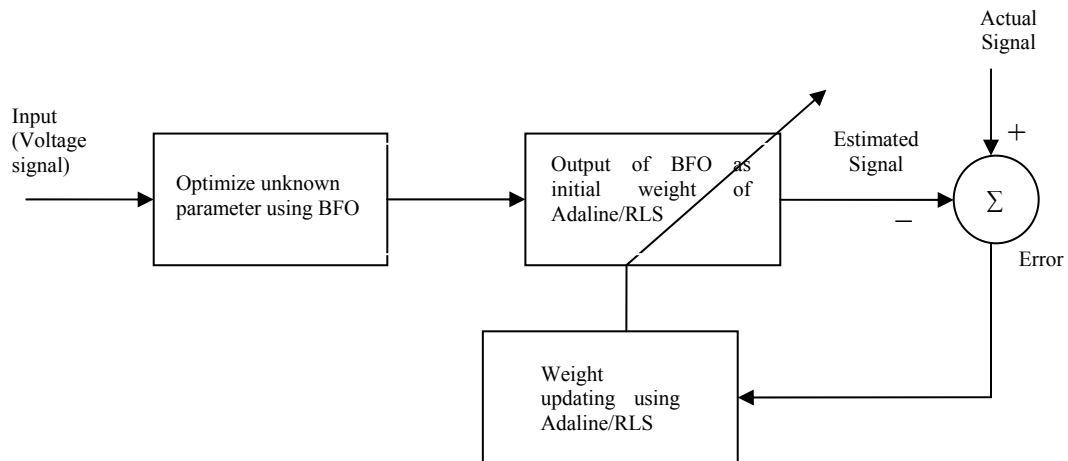 Actual
Signal
Input
(Voltage
signal)
+
Optimize unknown
parameter using BFO
Output of BFO as
initial weight of
Adaline/RLS
Estimated
Signal
Σ
−
Error
Weight
updating using
Adaline/RLS